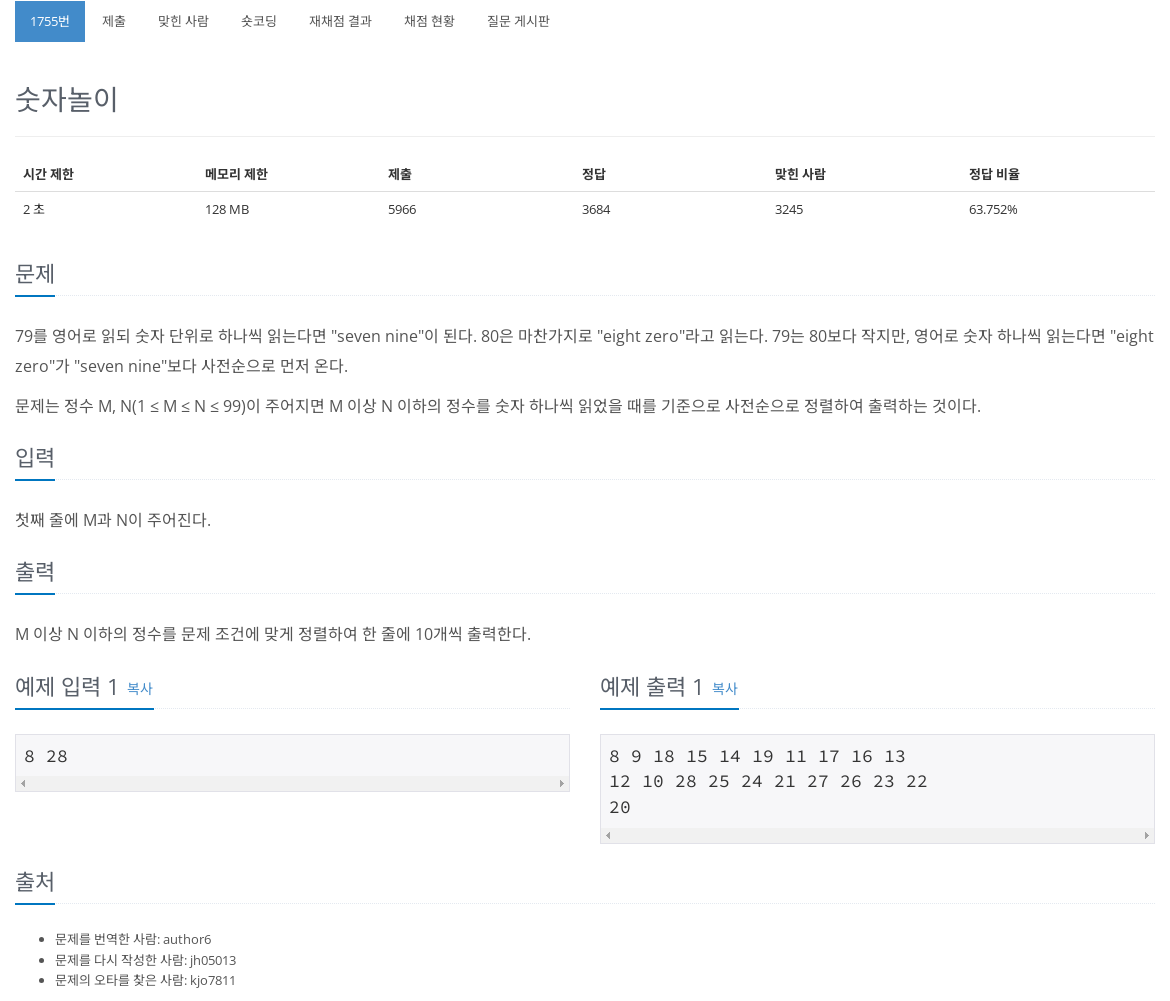 1755번 제출 맞힌 사람 숏코딩 재채점 결과 채점 현황 질문 게시판
숫자놀이
시간 제한 메모리 제한 제출 정답 맞힌 사람 정답 비율
2 초 128 MB 5966 3684 3245 63.752%
문제
79를 영어로 읽되 숫자 단위로 하나씩 읽는다면 "seven nine"이 된다. 80은 마찬가지로 "eight zero"라고 읽는다. 79는 80보다 작지만, 영어로 숫자 하나씩 읽는다면 "eight
zero"가 "seven nine"보다 사전순으로 먼저 온다.
문제는 정수 M, N(1 ≤ M ≤ N ≤ 99)이 주어지면 M 이상 N 이하의 정수를 숫자 하나씩 읽었을 때를 기준으로 사전순으로 정렬하여 출력하는 것이다.
입력
첫째 줄에 M과 N이 주어진다.
출력
M 이상 N 이하의 정수를 문제 조건에 맞게 정렬하여 한 줄에 10개씩 출력한다.
예제 입력 1 복사
8 28
예제 출력 1 복사
8 9 18 15 14 19 11 17 16 13
12 10 28 25 24 21 27 26 23 22
20
출처
문제를 번역한 사람: author6
문제를 다시 작성한 사람: jh05013
문제의 오타를 찾은 사람: kjo7811